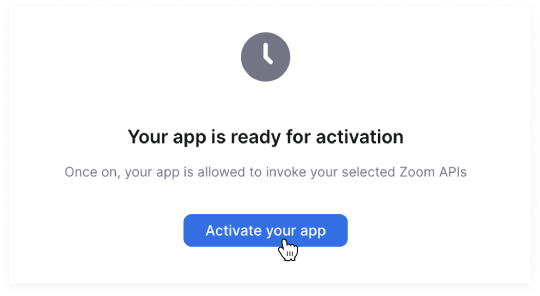 Your app is ready for activation
Once on, your app is allowed to invoke your selected Zoom APIs
Activate your app